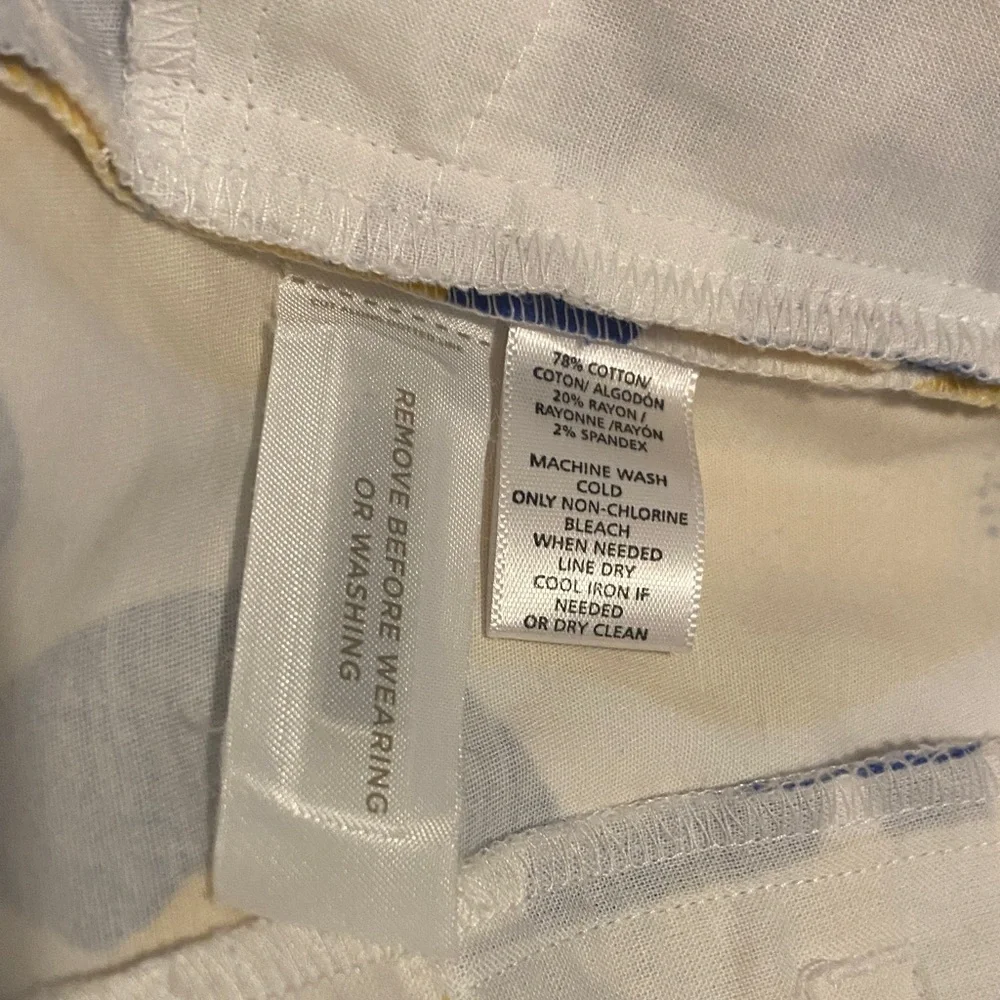 REMOVE BEFORE WEARING
OR WASHING
78% COTTON/
COTON/ ALGODÓN
20% RAYON /
RAYONNE /RAYÓN
2% SPANDEX
MACHINE WASH
COLD
ONLY NON-CHLORINE
BLEACH
WHEN NEEDED
LINE DRY
COOL IRON IF
NEEDED
OR DRY CLEAN